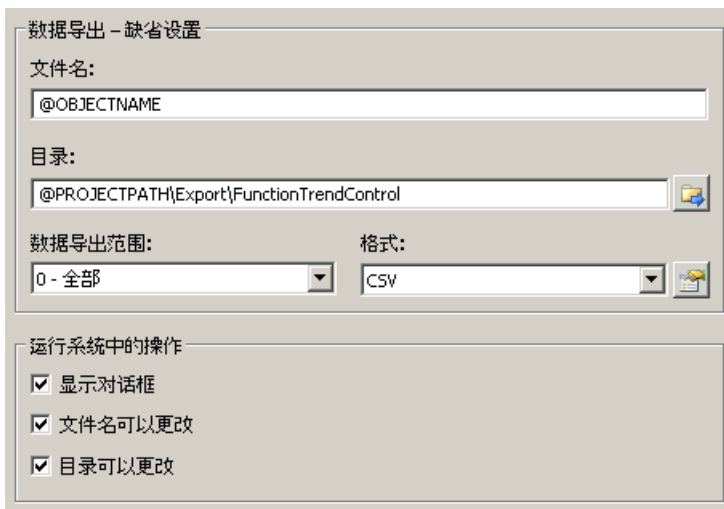 数据导出 – 缺省设置
文件名:
@OBJECTNAME
目录:
@PROJECTPATH\Export\FunctionTrendControl
数据导出范围: 格式:
0 - 全部 CSV
运行系统中的操作
显示对话框
文件名可以更改
目录可以更改